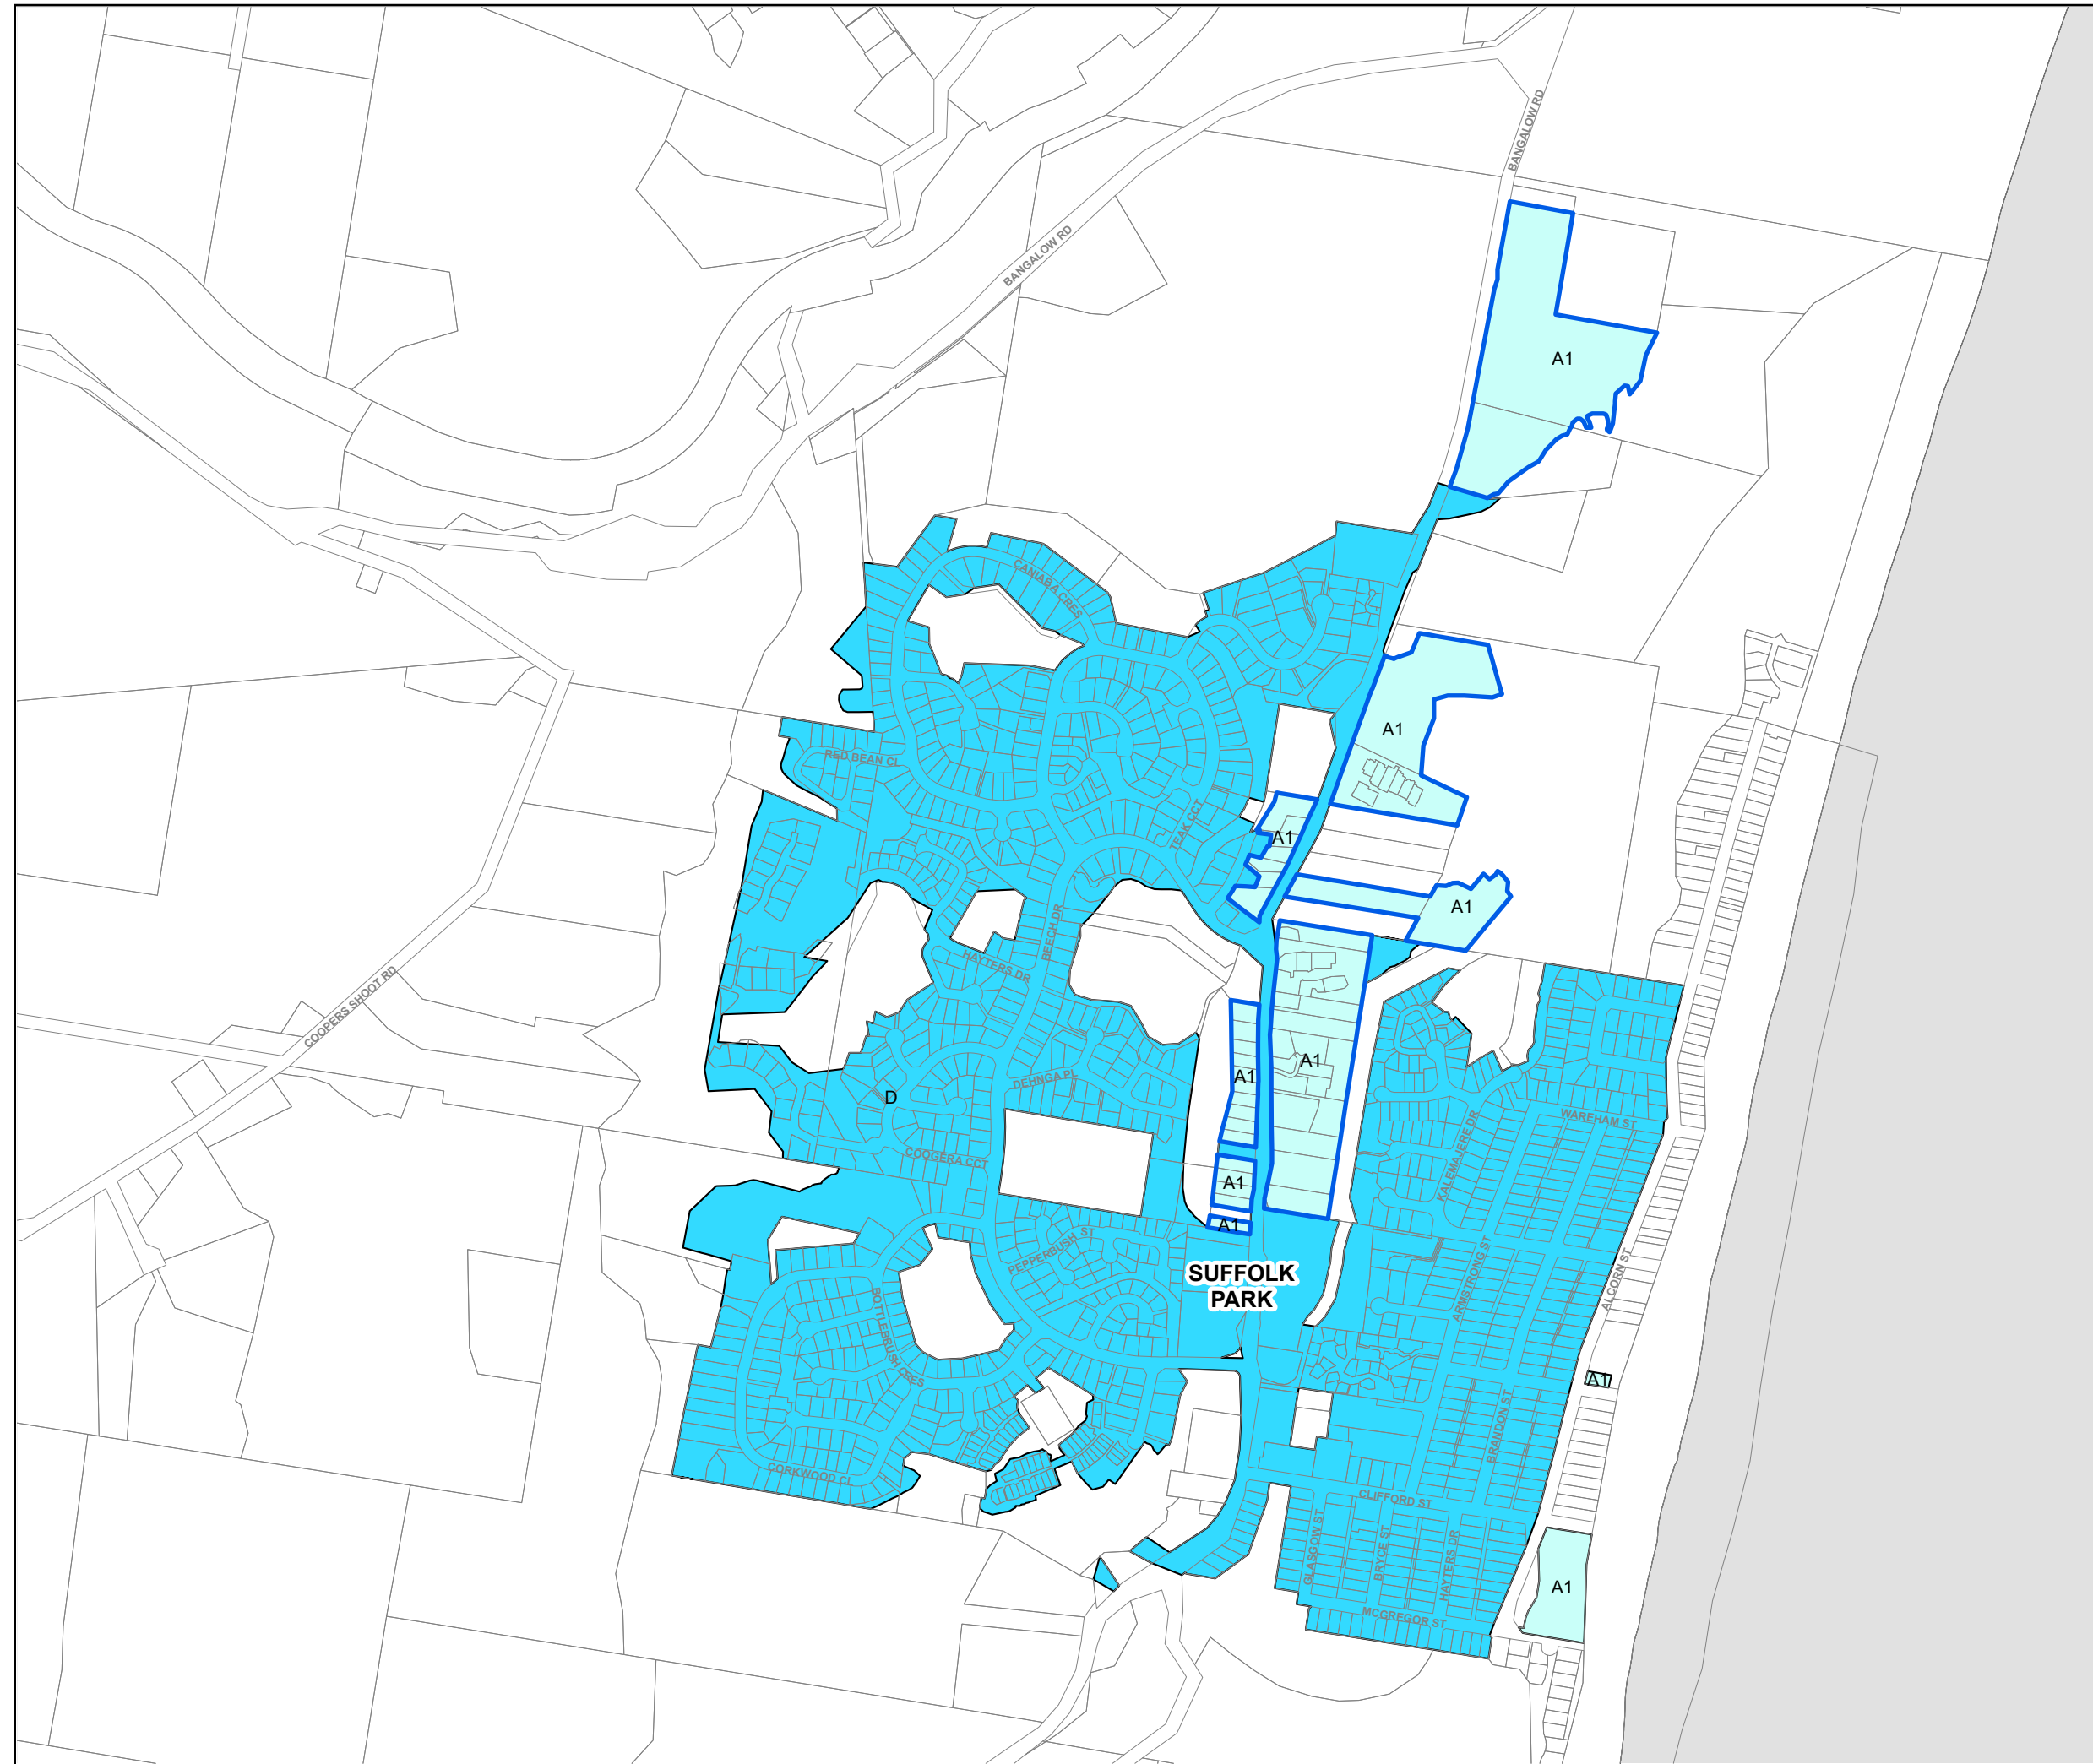 BANGALOW RD
BANGALOW RD
A1
CANIABA CRES
A1
RED BEAN CL
TEAK CCT
A1
A1
BEECH DR
HAYTERS DR
COOPERS SHOOT RD
A1
A1
DEHNGA PL
D
WAREHAM ST
KALEMAJERE DR
COOGERA CCT
A1
A1
PEPPERBUSH ST
SUFFOLK
PARK
ARMSTRONG ST
ALCORN ST
BOTTLEBRUSH CRES
A1
BRANDON ST
CORKWOOD CL
CLIFFORD ST
GLASGOW ST
BRYCE ST
HAYTERS DR
A1
MCGREGOR ST